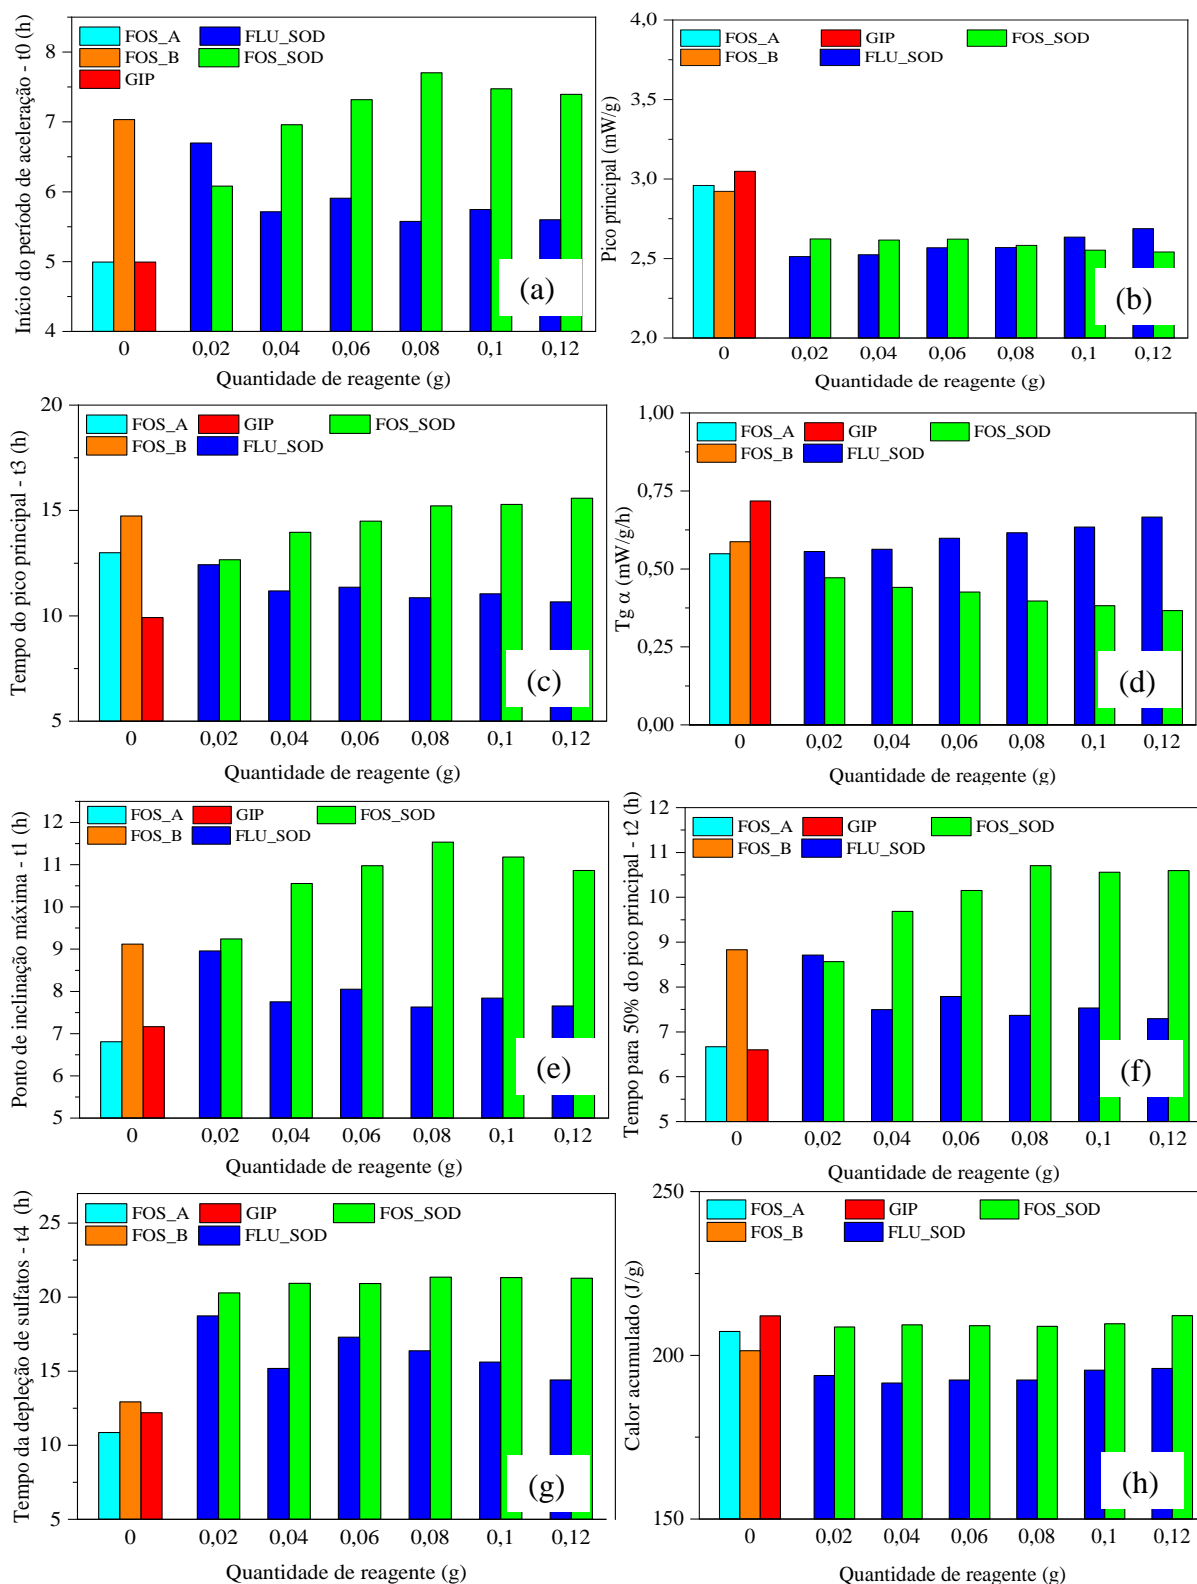 Início do período de aceleração - t0 (h)
FOS_A FLU_SOD
FOS_B FOS_SOD
GIP
8
7
6
5
4
(a)
0 0,02 0,04 0,06 0,08 0,1 0,12
Quantidade de reagente (g)
Pico principal (mW/g)
FOS_A GIP FOS_SOD
FOS_B FLU_SOD
4,0
3,5
3,0
2,5
2,0
(b)
0 0,02 0,04 0,06 0,08 0,1 0,12
Quantidade de reagente (g)
Tempo do pico principal - t3 (h)
FOS_A GIP FOS_SOD
FOS_B FLU_SOD
20
15
10
5
(c)
0 0,02 0,04 0,06 0,08 0,1 0,12
Quantidade de reagente (g)
Tg α (mW/g/h)
FOS_A GIP FOS_SOD
FOS_B FLU_SOD
1,00
0,75
0,50
0,25
0,00
(d)
0 0,02 0,04 0,06 0,08 0,1 0,12
Quantidade de reagente (g)
Ponto de inclinação máxima - t1 (h)
FOS_A GIP FOS_SOD
FOS_B FLU_SOD
12
11
10
9
8
7
6
5
(e)
0 0,02 0,04 0,06 0,08 0,1 0,12
Quantidade de reagente (g)
Tempo para 50% do pico principal - t2 (h)
FOS_A GIP FOS_SOD
FOS_B FLU_SOD
12
11
10
9
8
7
6
5
(f)
0 0,02 0,04 0,06 0,08 0,1 0,12
Quantidade de reagente (g)
Tempo da depleção de sulfatos - t4 (h)
FOS_A GIP FOS_SOD
FOS_B FLU_SOD
25
20
15
10
5
(g)
0 0,02 0,04 0,06 0,08 0,1 0,12
Quantidade de reagente (g)
Calor acumulado (J/g)
FOS_A GIP FOS_SOD
FOS_B FLU_SOD
250
200
150
(h)
0 0,02 0,04 0,06 0,08 0,1 0,12
Quantidade de reagente (g)